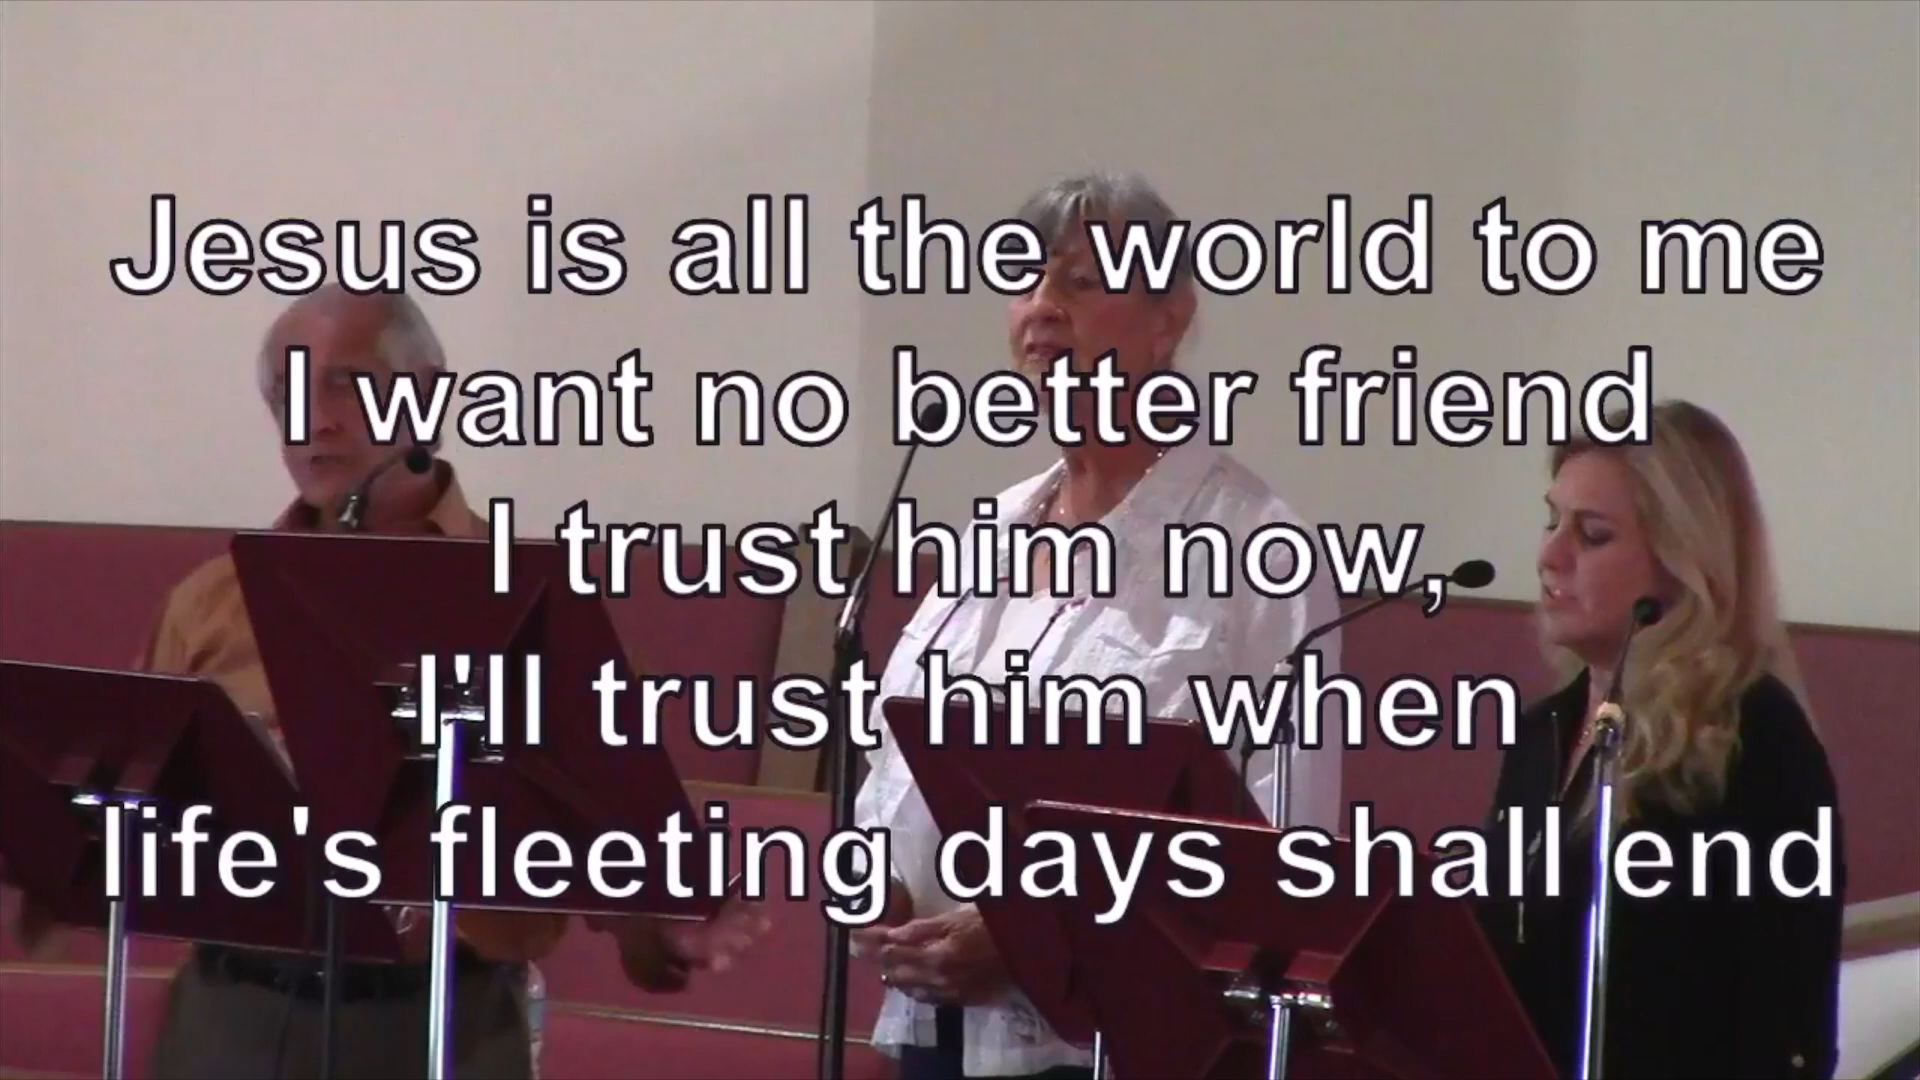 Jesus is all the world to me
I want no better friend
I trust him now,
I'll trust him when
life's fleeting days shall end